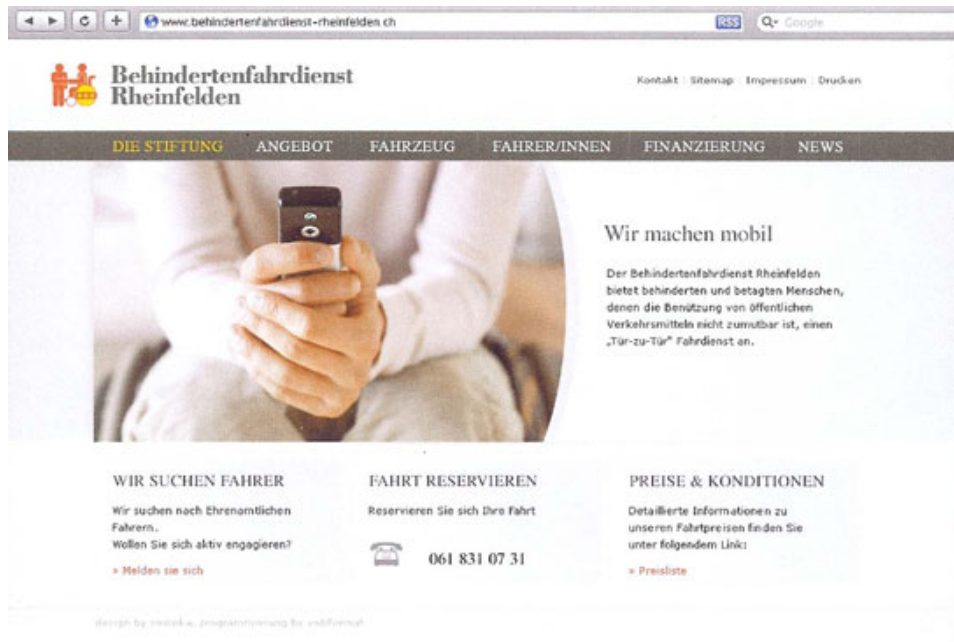 www.behindertenfahrdienst-rheinfelden.ch
RSS
Google
Behindertenfahrdienst
Rheinfelden
Kontakt | Sitemap | Impressum | Drucken
DIE STIFTUNG ANGEBOT FAHRZEUG FAHRER/INNEN FINANZIERUNG NEWS
Wir machen mobil
Der Behindertenfahrdienst Rheinfelden
bietet behinderten und betagten Menschen,
denen die Benützung von öffentlichen
Verkehrsmitteln nicht zumutbar ist, einen
„Tür-zu-Tür" Fahrdienst an.
WIR SUCHEN FAHRER
Wir suchen nach Ehrenamtlichen
Fahrern.
Wollen Sie sich aktiv engagieren?
» Melden sie sich
FAHRT RESERVIEREN
Reservieren Sie sich Ihre Fahrt
061 831 07 31
PREISE & KONDITIONEN
Detaillierte Informationen zu
unseren Fahrtpreisen finden Sie
unter folgendem Link:
» Preisliste
design by programmierung by